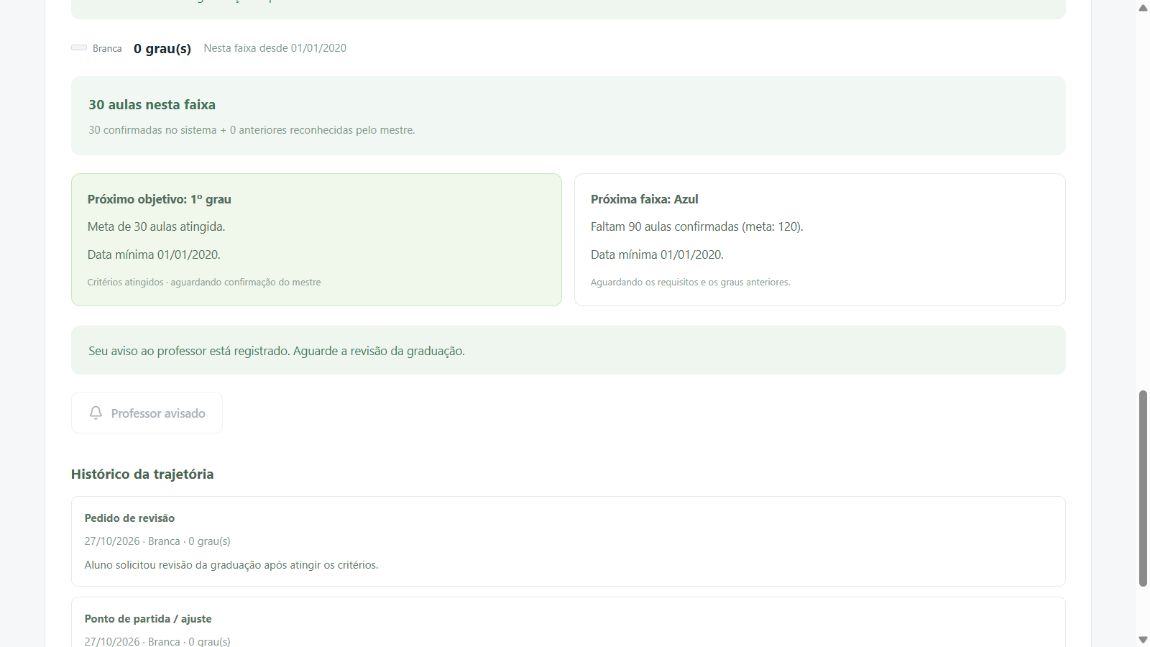 Branca 0 grau(s) Nesta faixa desde 01/01/2020
30 aulas nesta faixa
30 confirmadas no sistema + 0 anteriores reconhecidas pelo mestre.
Próximo objetivo: 1º grau
Meta de 30 aulas atingida.
Data mínima 01/01/2020.
Critérios atingidos · aguardando confirmação do mestre
Próxima faixa: Azul
Faltam 90 aulas confirmadas (meta: 120).
Data mínima 01/01/2020.
Aguardando os requisitos e os graus anteriores.
Seu aviso ao professor está registrado. Aguarde a revisão da graduação.
Professor avisado
Histórico da trajetória
Pedido de revisão
27/10/2026 · Branca · 0 grau(s)
Aluno solicitou revisão da graduação após atingir os critérios.
Ponto de partida / ajuste
27/10/2026 · Branca · 0 grau(s)